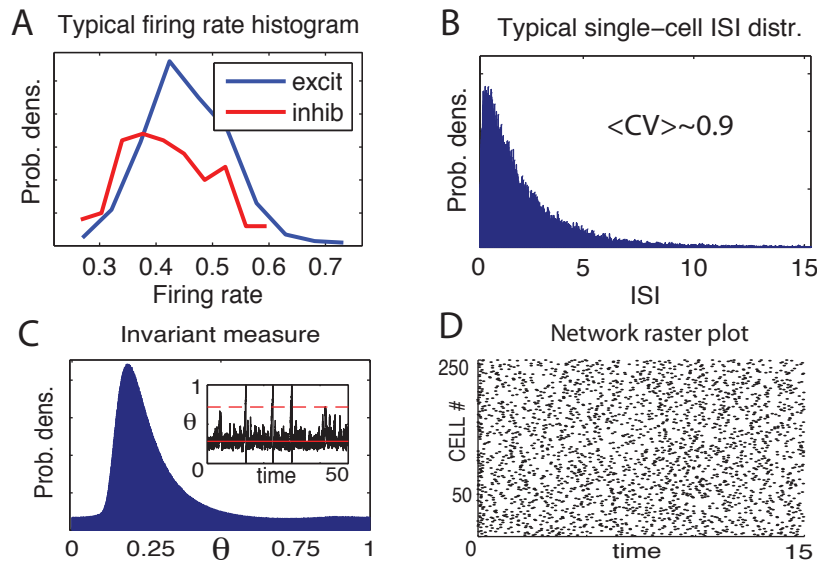 A
Typical firing rate histogram
Prob. dens.
excit
inhib
0.3 0.4 0.5 0.6 0.7
Firing rate
B
Typical single-cell ISI distr.
Prob. dens.
<CV>~0.9
0 5 10 15
ISI
C
Invariant measure
Prob. dens.
1
θ
0
time 50
0 0.25 θ 0.75 1
D
Network raster plot
250
CELL #
50
0 time 15